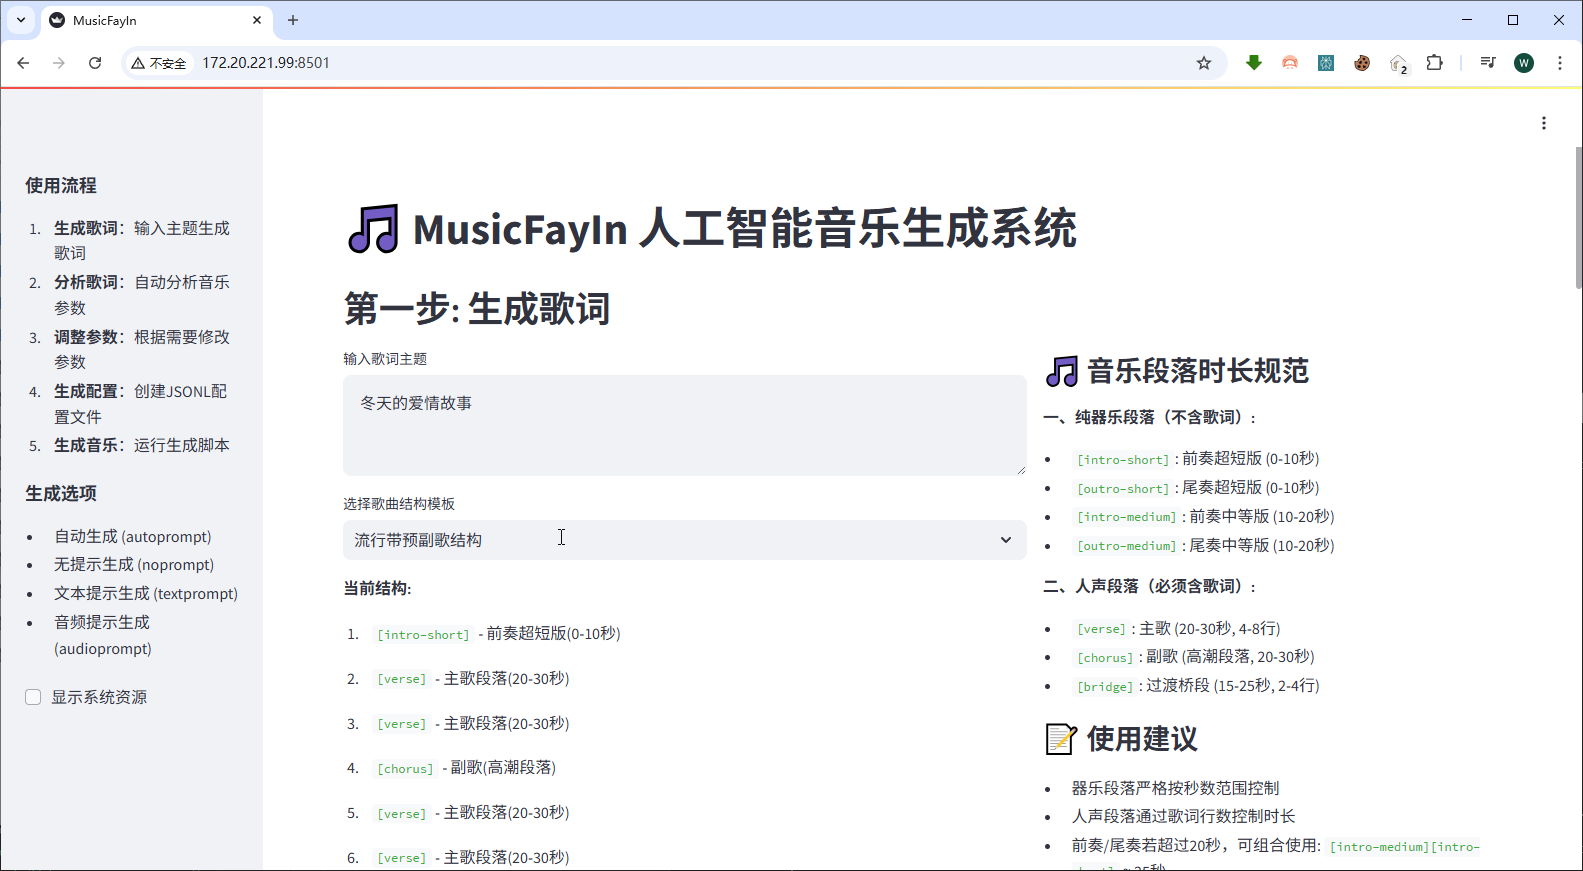 MusicFayIn
不安全
172.20.221.99:8501
2
W
使用流程
1. 生成歌词：输入主题生成
歌词
2. 分析歌词：自动分析音乐
参数
3. 调整参数：根据需要修改
参数
4. 生成配置：创建JSONL配
置文件
5. 生成音乐：运行生成脚本
生成选项
• 自动生成 (autoprompt)
• 无提示生成 (noprompt)
• 文本提示生成 (textprompt)
• 音频提示生成
(audioprompt)
显示系统资源
MusicFayIn 人工智能音乐生成系统
第一步: 生成歌词
输入歌词主题
冬天的爱情故事
选择歌曲结构模板
流行带预副歌结构
当前结构:
1. [intro-short] - 前奏超短版(0-10秒)
2. [verse] - 主歌段落(20-30秒)
3. [verse] - 主歌段落(20-30秒)
4. [chorus] - 副歌(高潮段落)
5. [verse] - 主歌段落(20-30秒)
6. [verse] - 主歌段落(20-30秒)
音乐段落时长规范
一、纯器乐段落（不含歌词）:
• [intro-short] : 前奏超短版 (0-10秒)
• [outro-short] : 尾奏超短版 (0-10秒)
• [intro-medium] : 前奏中等版 (10-20秒)
• [outro-medium] : 尾奏中等版 (10-20秒)
二、人声段落（必须含歌词）:
• [verse] : 主歌 (20-30秒, 4-8行)
• [chorus] : 副歌 (高潮段落, 20-30秒)
• [bridge] : 过渡桥段 (15-25秒, 2-4行)
使用建议
• 器乐段落严格按秒数范围控制
• 人声段落通过歌词行数控制时长
• 前奏/尾奏若超过20秒，可组合使用: [intro-medium][intro-